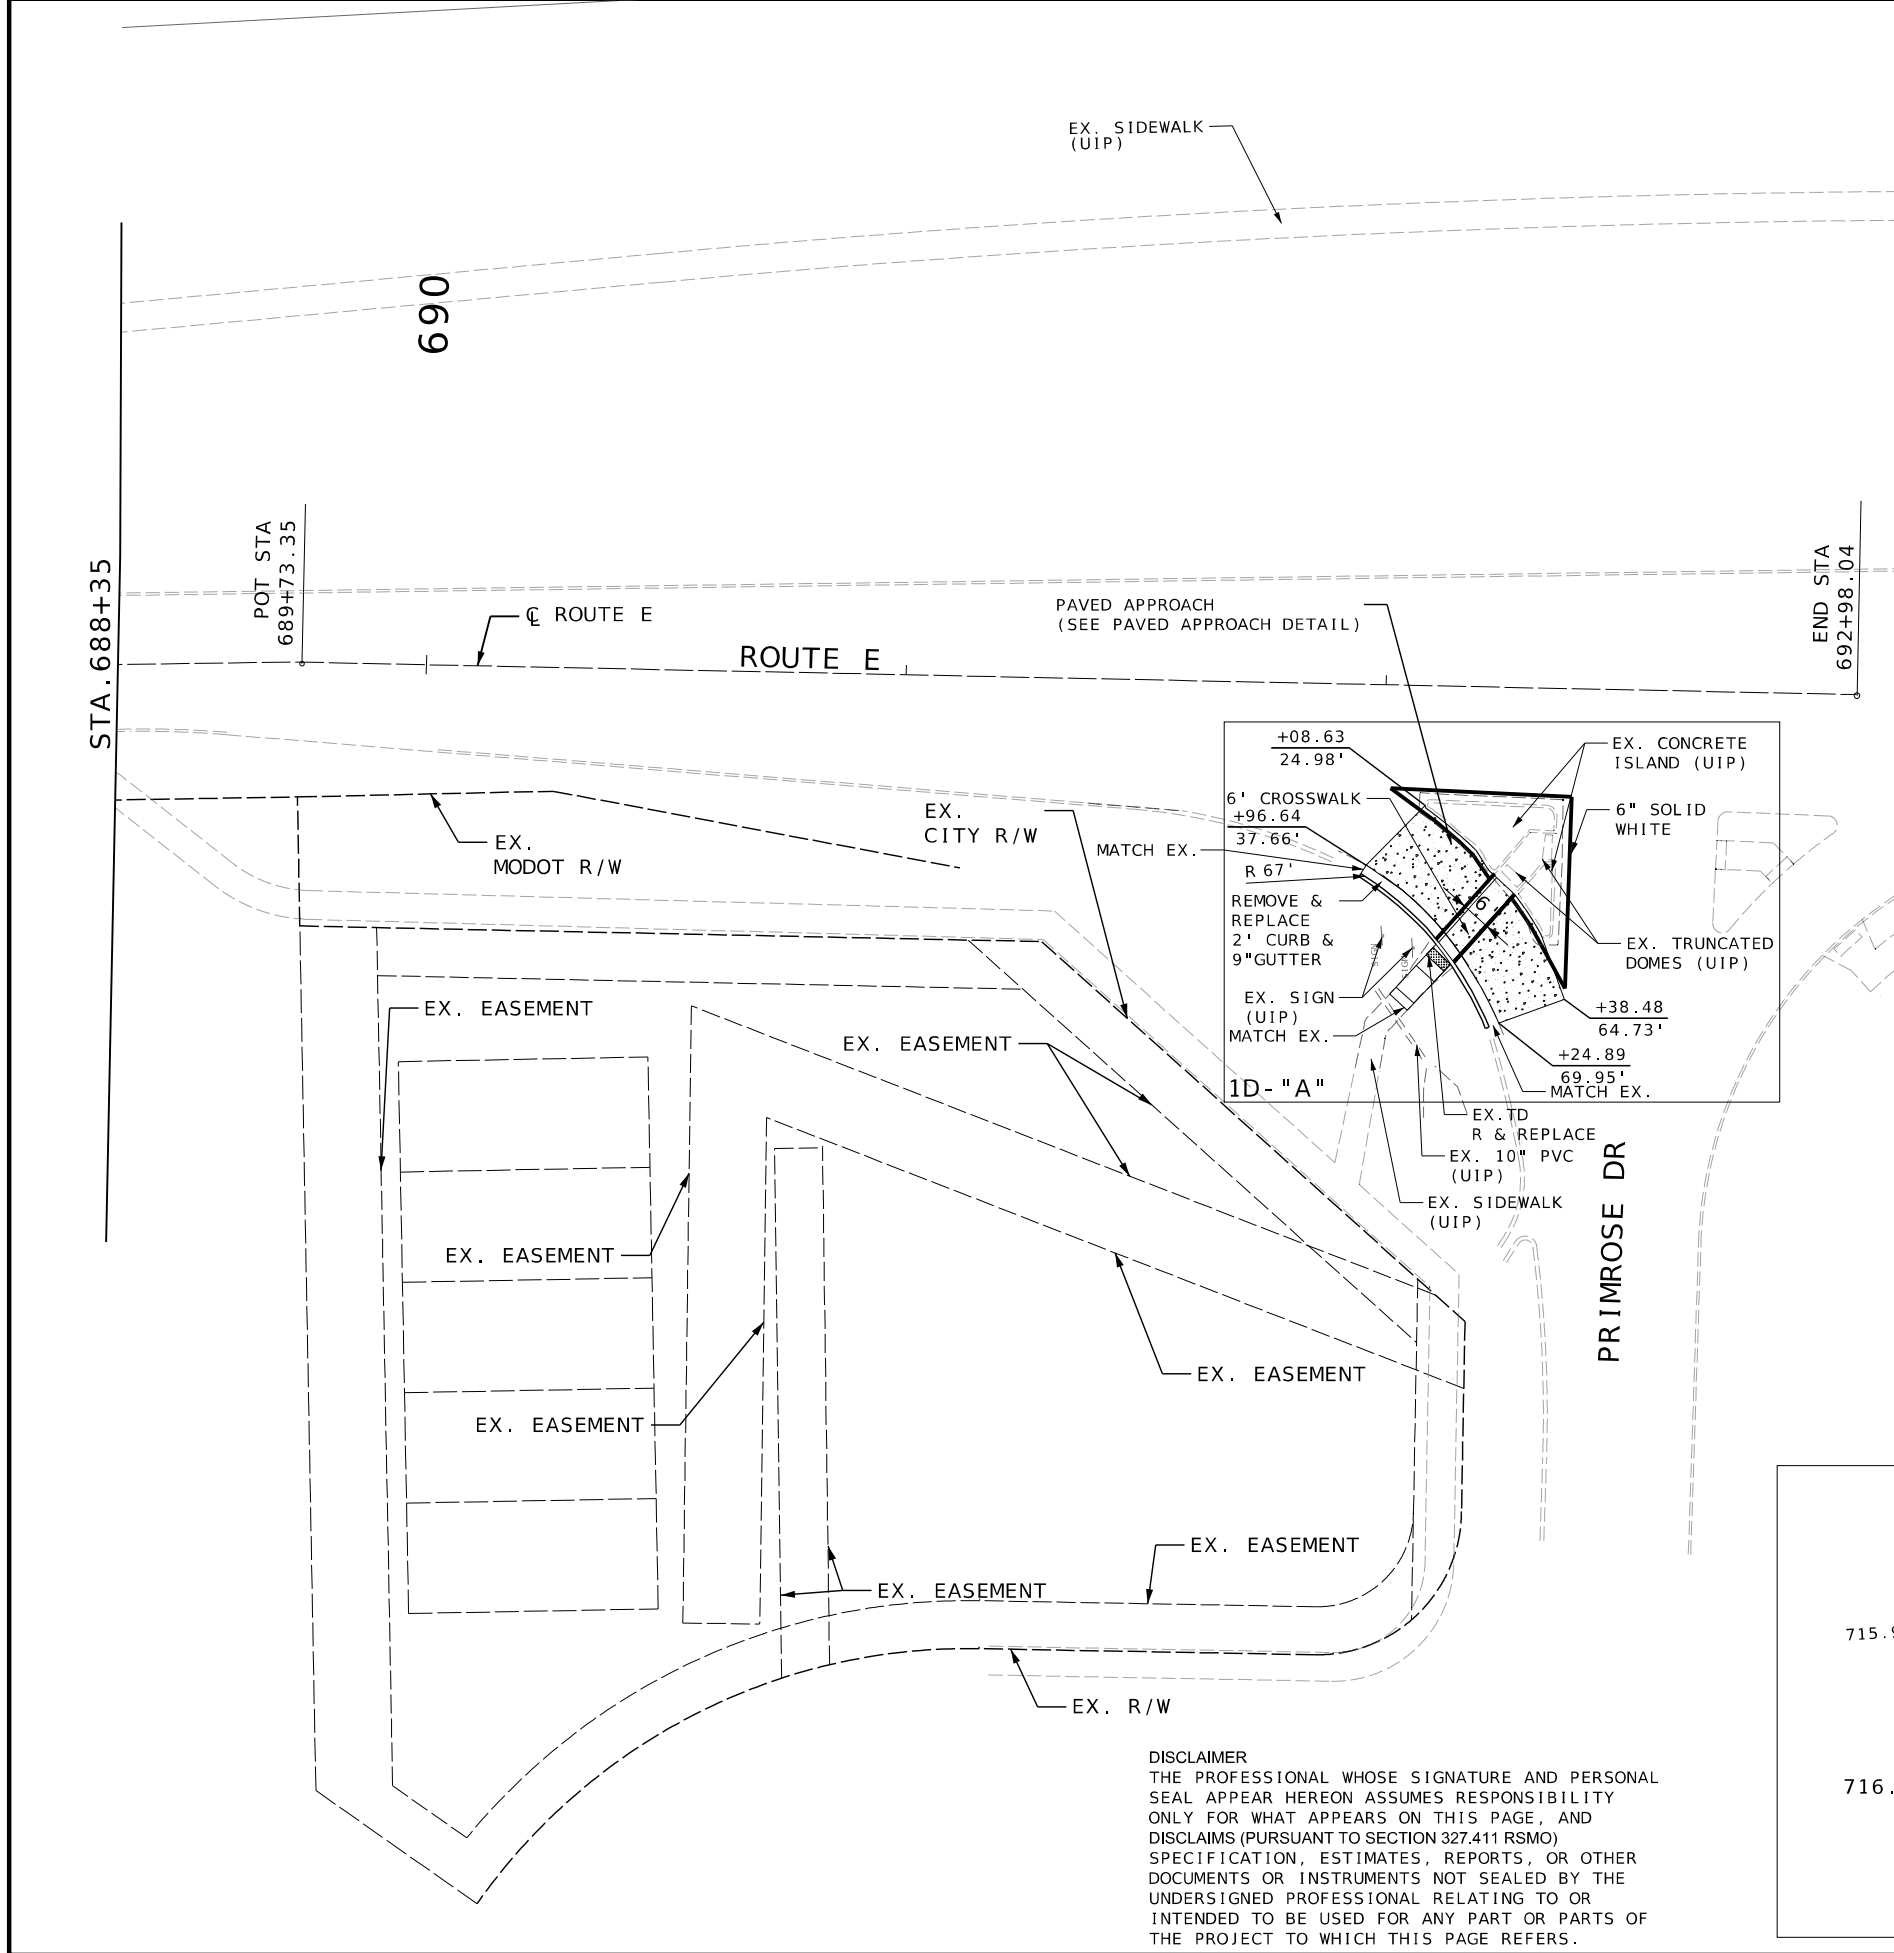 EX. SIDEWALK
(UIP)
690
STA.688+35
POT STA
689+73.35
℄ ROUTE E
ROUTE E
PAVED APPROACH
(SEE PAVED APPROACH DETAIL)
END STA
692+98.04
+08.63
24.98'
EX. CONCRETE
ISLAND (UIP)
6' CROSSWALK
+96.64
37.66'
6" SOLID
WHITE
EX.
CITY R/W
EX.
MODOT R/W
MATCH EX.
R 67'
REMOVE &
REPLACE
2' CURB &
9"GUTTER
6
SIGN
SIGN
EX. TRUNCATED
DOMES (UIP)
EX. SIGN
(UIP)
MATCH EX.
+38.48
64.73'
+24.89
69.95'
MATCH EX.
1D-"A"
EX. EASEMENT
EX. EASEMENT
EX.TD
R & REPLACE
EX. 10" PVC
(UIP)
EX. SIDEWALK
(UIP)
PRIMROSE DR
EX. EASEMENT
EX. EASEMENT
EX. EASEMENT
EX. EASEMENT
EX. EASEMENT
EX. R/W
715.9
716.
DISCLAIMER
THE PROFESSIONAL WHOSE SIGNATURE AND PERSONAL
SEAL APPEAR HEREON ASSUMES RESPONSIBILITY
ONLY FOR WHAT APPEARS ON THIS PAGE, AND
DISCLAIMS (PURSUANT TO SECTION 327.411 RSMO)
SPECIFICATION, ESTIMATES, REPORTS, OR OTHER
DOCUMENTS OR INSTRUMENTS NOT SEALED BY THE
UNDERSIGNED PROFESSIONAL RELATING TO OR
INTENDED TO BE USED FOR ANY PART OR PARTS OF
THE PROJECT TO WHICH THIS PAGE REFERS.